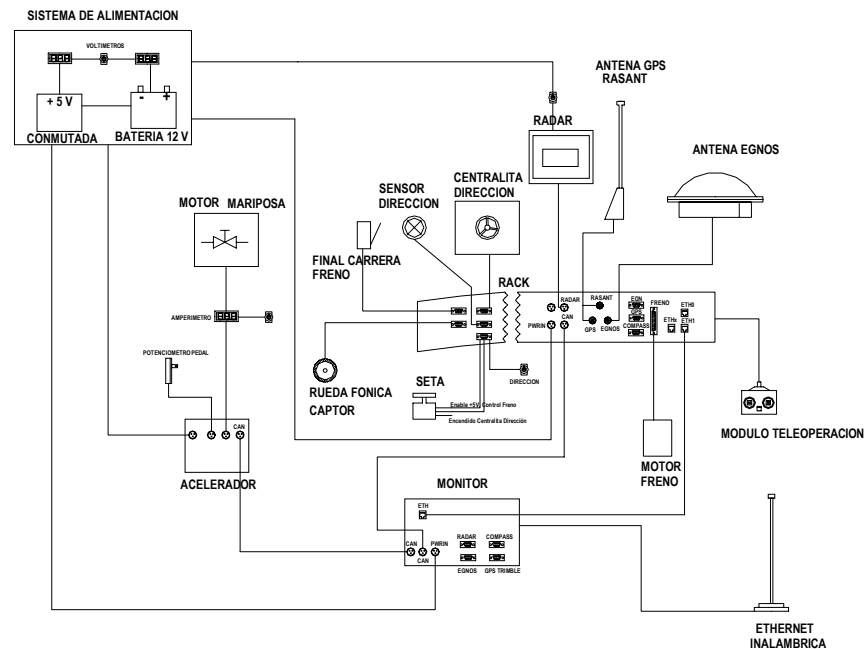 SISTEMA DE ALIMENTACION
VOLTIMETROS
+ 5 V
- +
CONMUTADA
BATERIA 12 V
ANTENA GPS
RASANT
RADAR
ANTENA EGNOS
MOTOR MARIPOSA
SENSOR
DIRECCION
CENTRALITA
DIRECCION
FINAL CARRERA
FRENO
RACK
AMPERIMETRO
PWRIN
RADAR
CAN
RASANT
GPS
EGNOS
EGN
GPS
COMPASS
FRENO
ETH0
ETHx
ETH1
POTENCIOMETRO PEDAL
RUEDA FONICA
CAPTOR
SETA
DIRECCION
Enable +5V, Control Freno
Encendido Centralita Dirección
CAN
ACELERADOR
MODULO TELEOPERACION
MOTOR
FRENO
MONITOR
ETH
CAN
CAN
PWRIN
RADAR
COMPASS
EGNOS
GPS TRIMBLE
ETHERNET
INALAMBRICA